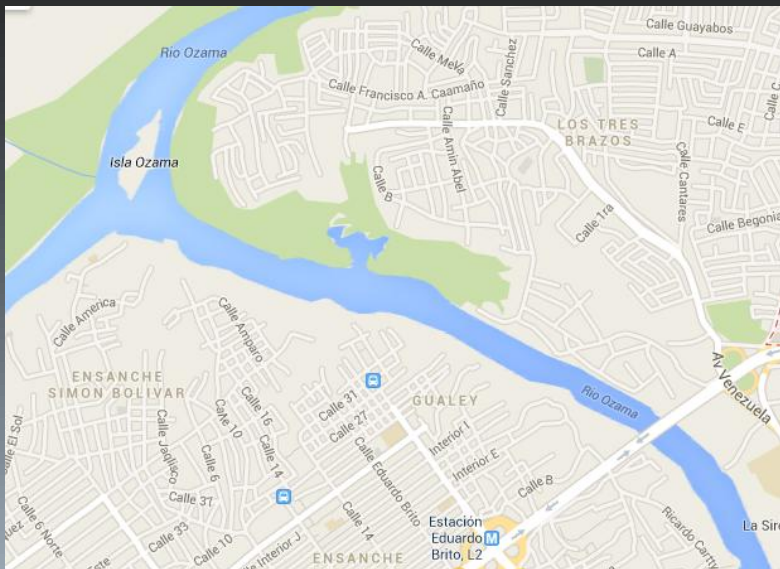 Calle Guayabos
Calle MeVa
Rio Ozama
Calle Sanchez
Calle A
Calle Francisco A. Caamaño
Calle Amin Abel
LOS TRES
BRAZOS
Calle E
Isla Ozama
Calle B
Calle Cantares
Calle 1ra
Calle Begonia
Calle America
Calle Amparo
Av Venezuela
ENSANCHE
SIMON BOLIVAR
Calle 31
GUALEY
Rio Ozama
Calle 16
Calle 10
Calle 27
Calle El Sol
Calle Jaqlisco
Calle 6
Calle 14
Interior I
Interior E
Calle Eduardo Brito
Calle B
Calle 37
Calle 6 Norte
Calle 33
Calle 10
Calle 14
Calle Interior J
Estación
Eduardo
Brito, L2
M
Ricardo Cartty
ENSANCHE